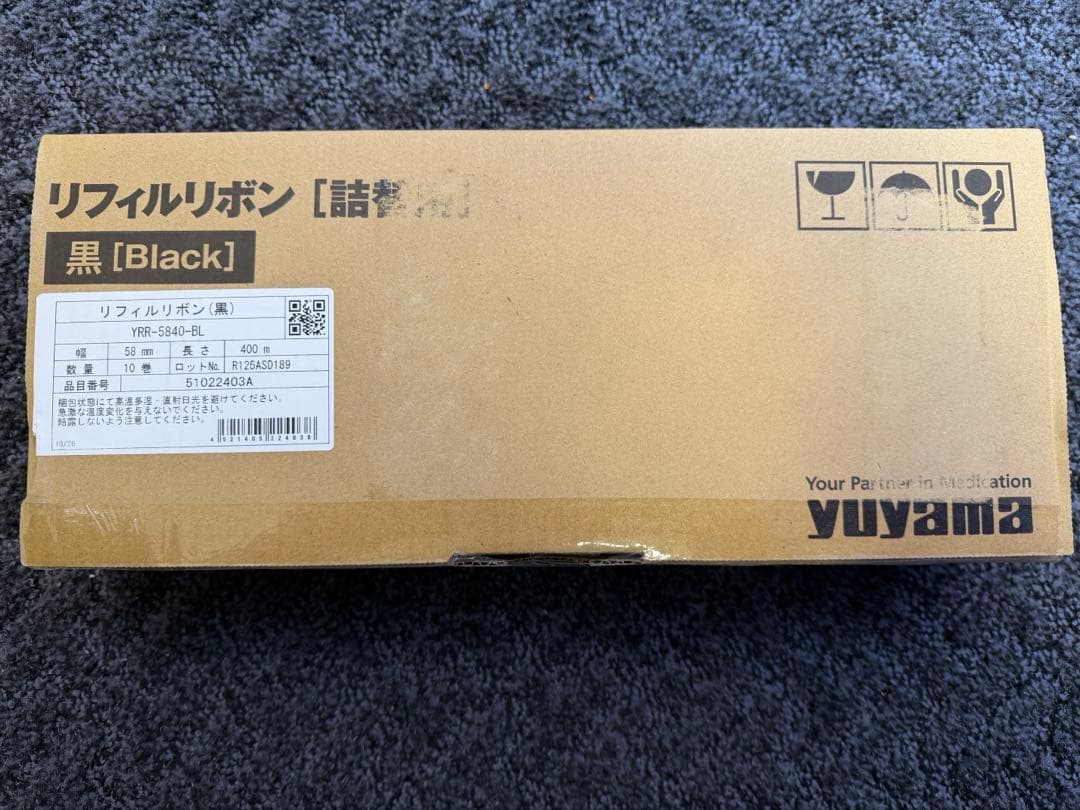 リフィルリボン [詰替用]
黒 [Black]
リフィルリボン(黒)
YRR-5840-BL
幅 58 mm 長さ 400 m
数量 10 巻 ロットNo. R125ASD189
品目番号 51022403A
梱包状態にて高温多湿・直射日光を避けてください。
急激な温度変化を与えないでください。
結露しないよう注意してください。
4 521405 224039
19/26
Your Partner in Medication
yuyama